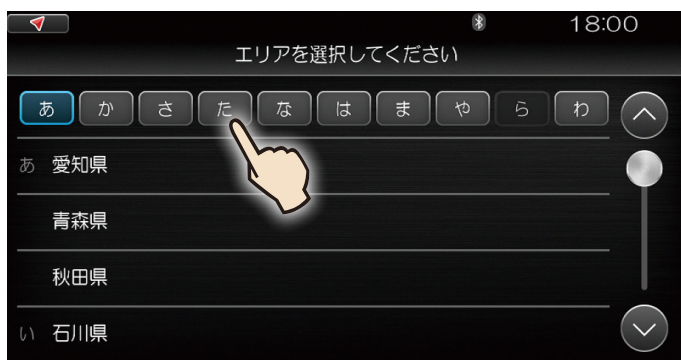 18:00
エリアを選択してください
あ か さ た な は ま や ら わ
あ 愛知県
青森県
秋田県
い 石川県